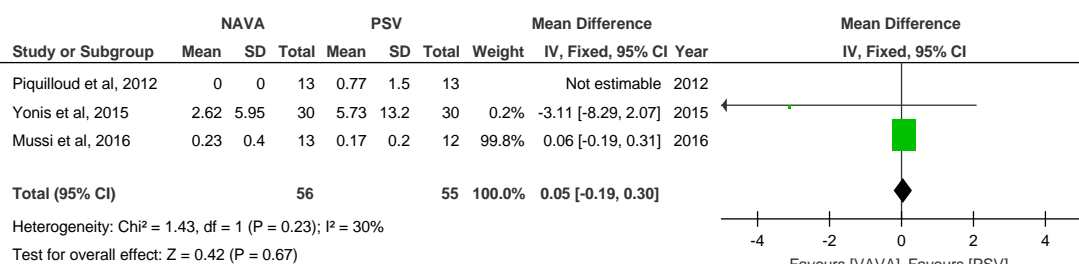 NAVA PSV Mean Difference Mean Difference
Study or Subgroup Mean SD Total Mean SD Total Weight IV, Fixed, 95% CI Year IV, Fixed, 95% CI
Piquilloud et al, 2012 0 0 13 0.77 1.5 13 Not estimable 2012
Yonis et al, 2015 2.62 5.95 30 5.73 13.2 30 0.2% -3.11 [-8.29, 2.07] 2015
Mussi et al, 2016 0.23 0.4 13 0.17 0.2 12 99.8% 0.06 [-0.19, 0.31] 2016
Total (95% CI) 56 55 100.0% 0.05 [-0.19, 0.30]
Heterogeneity: Chi² = 1.43, df = 1 (P = 0.23); I² = 30%
-4 -2 0 2 4
Test for overall effect: Z = 0.42 (P = 0.67)
Favours [VAVA] Favours [PSV]